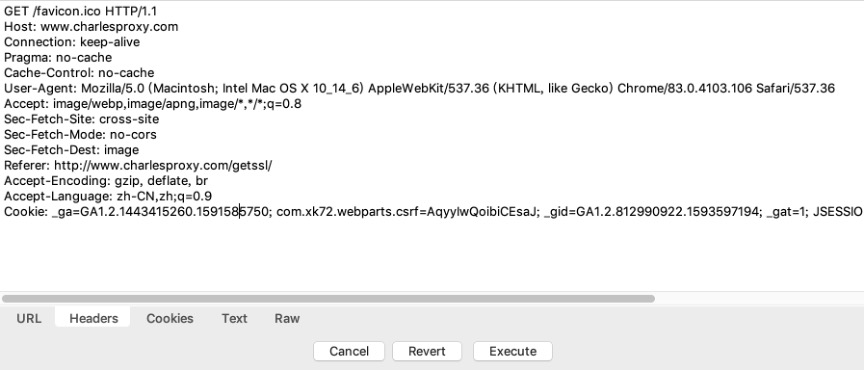 GET /favicon.ico HTTP/1.1
Host: www.charlesproxy.com
Connection: keep-alive
Pragma: no-cache
Cache-Control: no-cache
User-Agent: Mozilla/5.0 (Macintosh; Intel Mac OS X 10_14_6) AppleWebKit/537.36 (KHTML, like Gecko) Chrome/83.0.4103.106 Safari/537.36
Accept: image/webp,image/apng,image/*,*/*;q=0.8
Sec-Fetch-Site: cross-site
Sec-Fetch-Mode: no-cors
Sec-Fetch-Dest: image
Referer: http://www.charlesproxy.com/getssl/
Accept-Encoding: gzip, deflate, br
Accept-Language: zh-CN,zh;q=0.9
Cookie: _ga=GA1.2.1443415260.1591585750; com.xk72.webparts.csrf=AqyylwQoibiCEsaJ; _gid=GA1.2.812990922.1593597194; _gat=1; JSESSIO
URL Headers Cookies Text Raw
Cancel Revert Execute